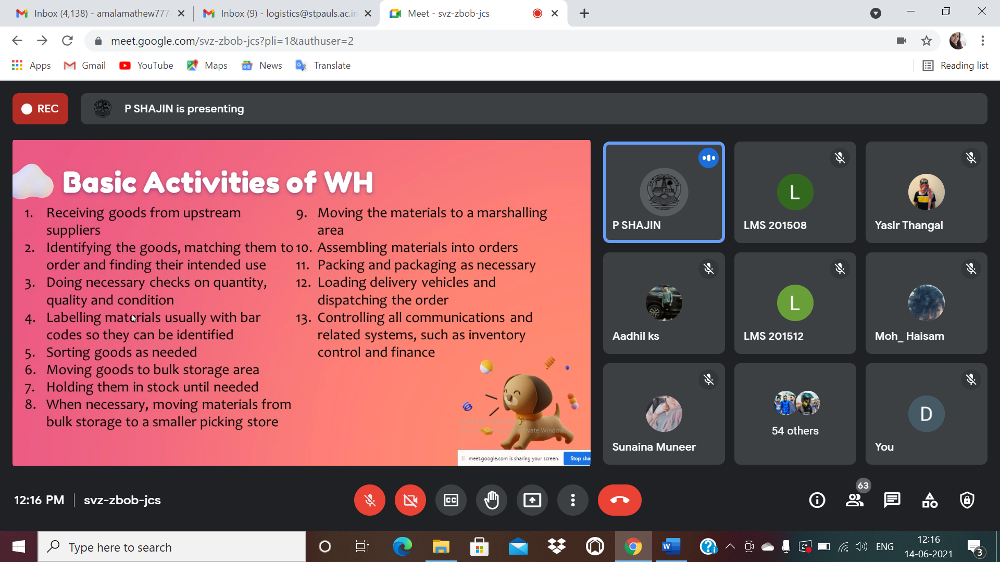 Inbox (4,138) - amalamathew777
Inbox (9) - logistics@stpauls.ac.in
Meet - svz-zbob-jcs
meet.google.com/svz-zbob-jcs?pli=1&authuser=2
Apps
Gmail
YouTube
Maps
News
Translate
Reading list
REC
P SHAJIN is presenting
Basic Activities of WH
1. Receiving goods from upstream
suppliers
2. Identifying the goods, matching them to
order and finding their intended use
3. Doing necessary checks on quantity,
quality and condition
4. Labelling materials usually with bar
codes so they can be identified
5. Sorting goods as needed
6. Moving goods to bulk storage area
7. Holding them in stock until needed
8. When necessary, moving materials from
bulk storage to a smaller picking store
9. Moving the materials to a marshalling
area
10. Assembling materials into orders
11. Packing and packaging as necessary
12. Loading delivery vehicles and
dispatching the order
13. Controlling all communications and
related systems, such as inventory
control and finance
meet.google.com is sharing your screen.
Stop sha
P SHAJIN
L
LMS 201508
Yasir Thangal
Aadhil ks
L
LMS 201512
Moh_ Haisam
Sunaina Muneer
54 others
D
You
12:16 PM
svz-zbob-jcs
CC
63
Type here to search
W
ENG
12:16
14-06-2021
3